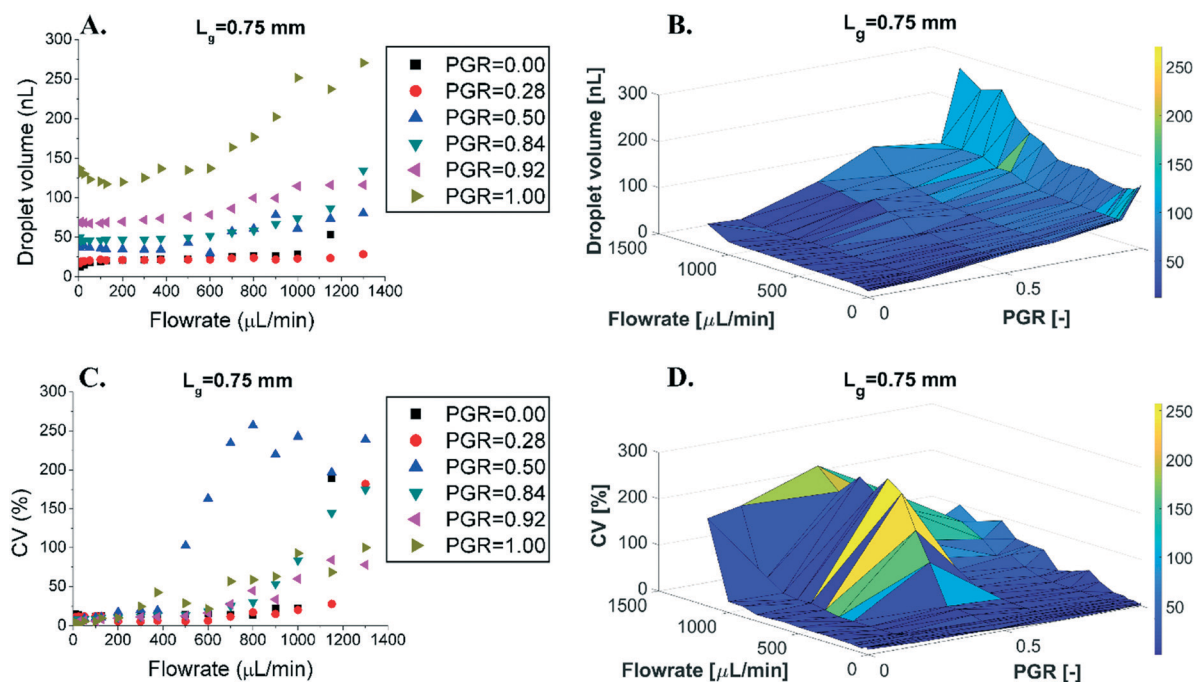 A.
L_g=0.75 mm
300
250
200
150
100
50
0
Droplet volume (nL)
0 200 400 600 800 1000 1200 1400
Flowrate (μL/min)
PGR=0.00
PGR=0.28
PGR=0.50
PGR=0.84
PGR=0.92
PGR=1.00
B.
L_g=0.75 mm
300
200
100
0
Droplet volume [nL]
1500
1000
500
0
Flowrate [μL/min]
0
0.5
PGR [-]
250
200
150
100
50
C.
L_g=0.75 mm
300
250
200
150
100
50
0
CV (%)
0 200 400 600 800 1000 1200 1400
Flowrate (μL/min)
PGR=0.00
PGR=0.28
PGR=0.50
PGR=0.84
PGR=0.92
PGR=1.00
D.
L_g=0.75 mm
300
200
100
0
CV [%]
1500
1000
500
0
Flowrate [μL/min]
0
0.5
PGR [-]
250
200
150
100
50